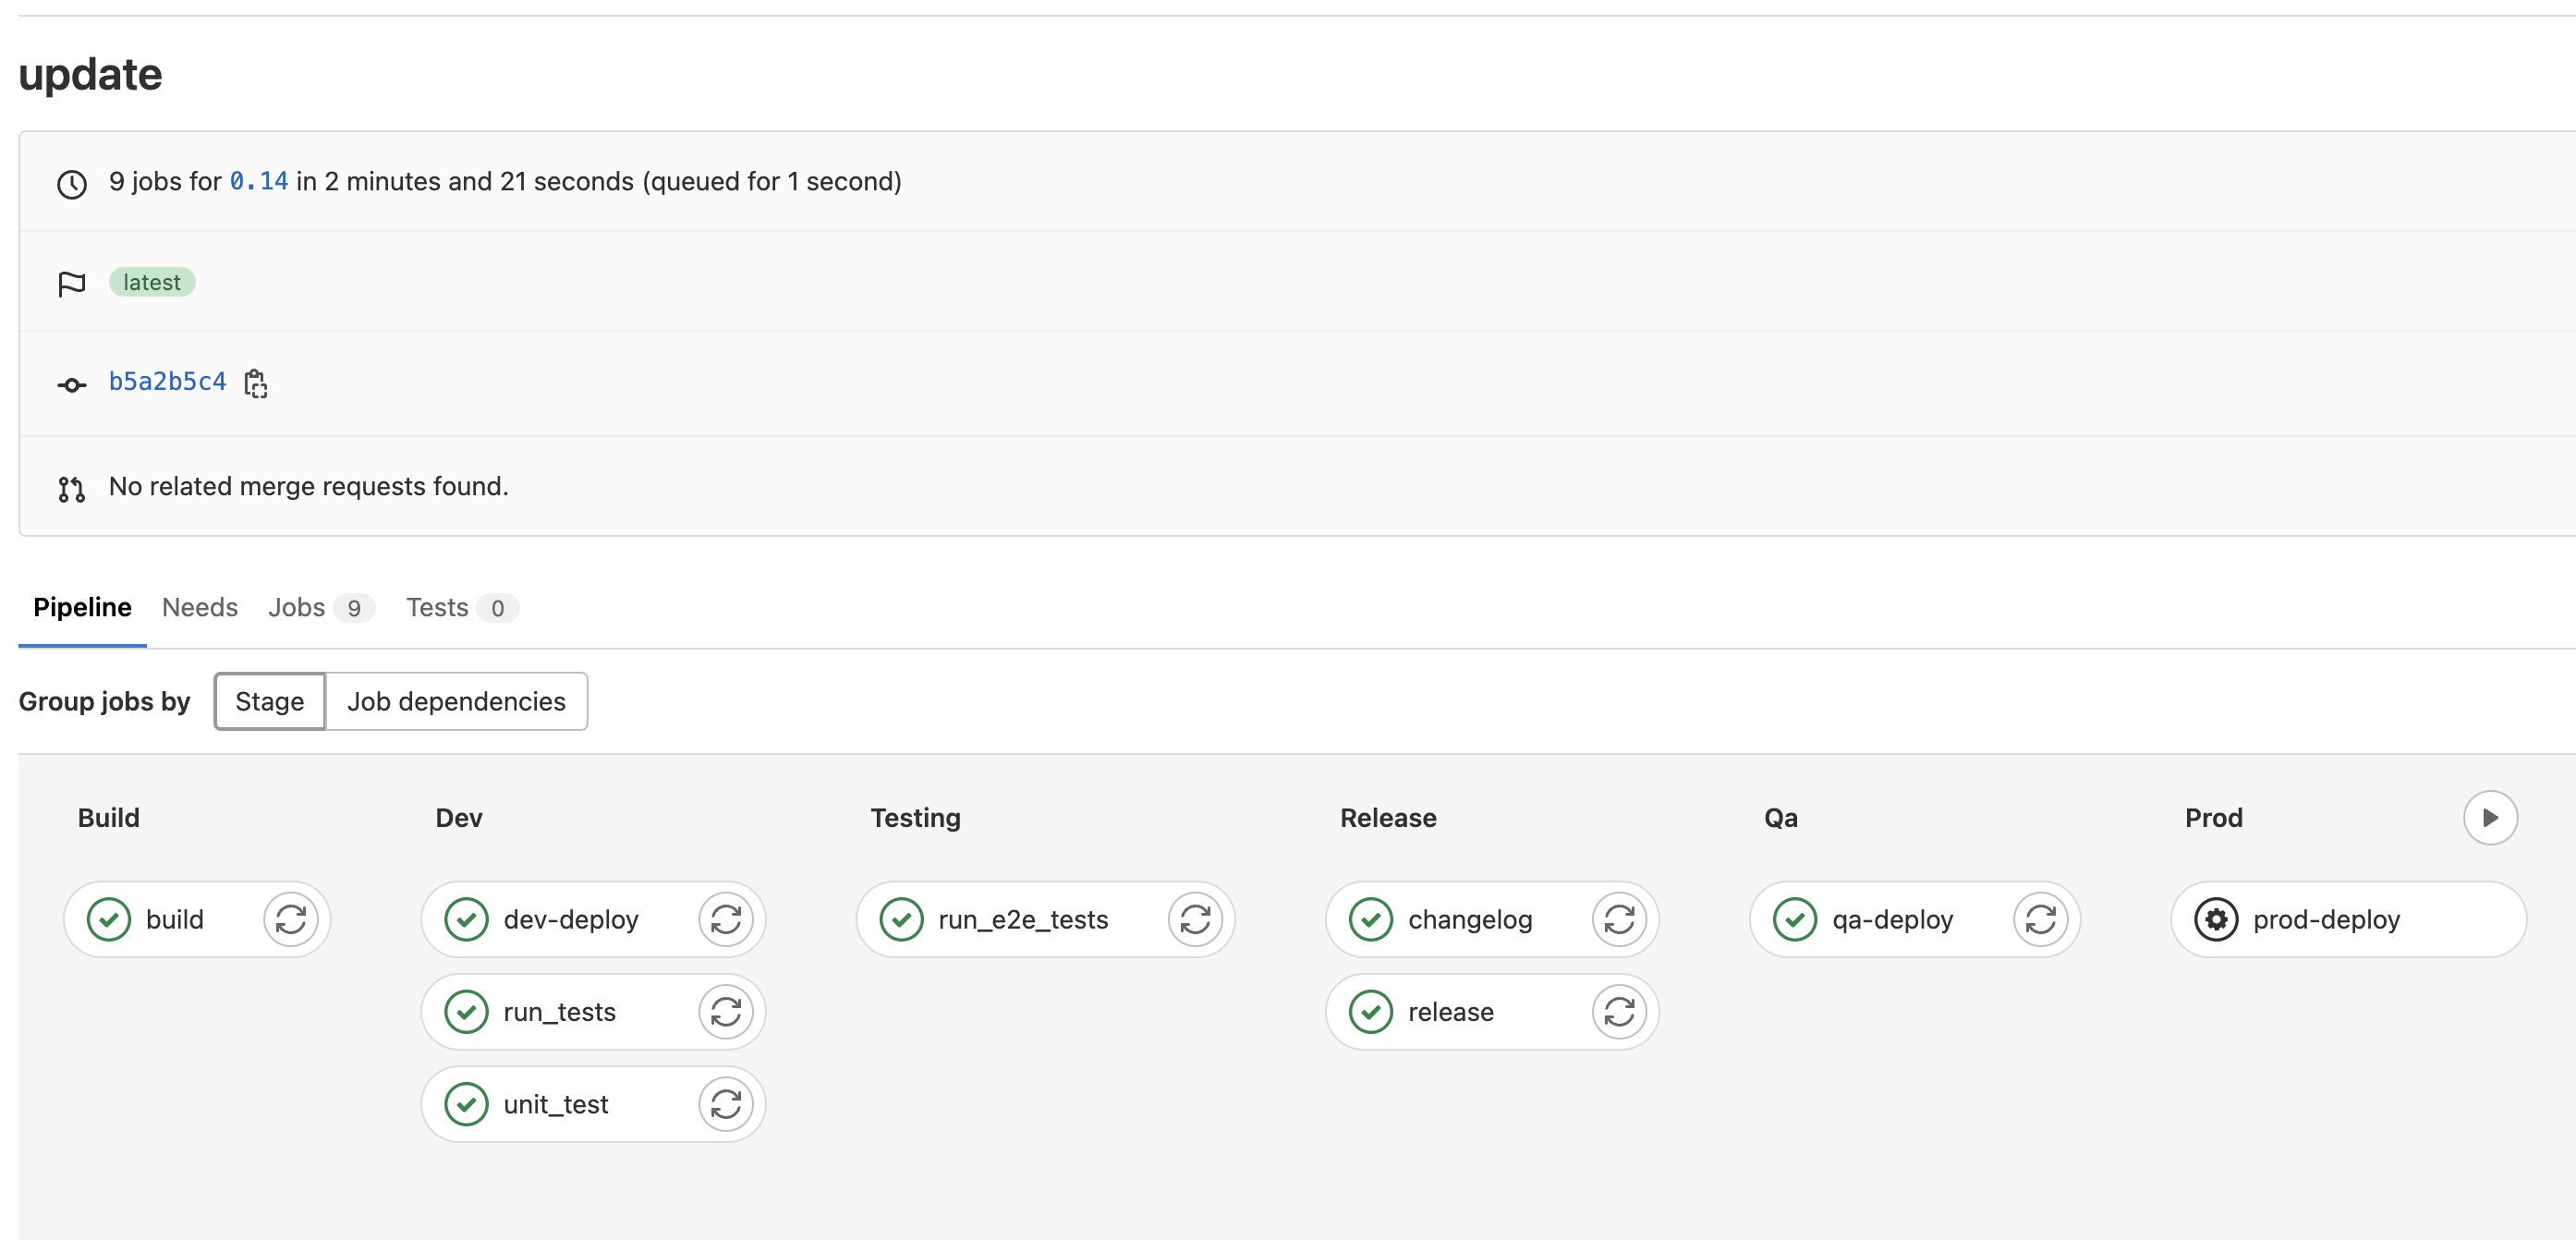 update
9 jobs for 0.14 in 2 minutes and 21 seconds (queued for 1 second)
latest
b5a2b5c4
No related merge requests found.
Pipeline Needs Jobs 9 Tests 0
Group jobs by Stage Job dependencies
Build Dev Testing Release Qa Prod
build dev-deploy run_e2e_tests changelog qa-deploy prod-deploy
run_tests release
unit_test